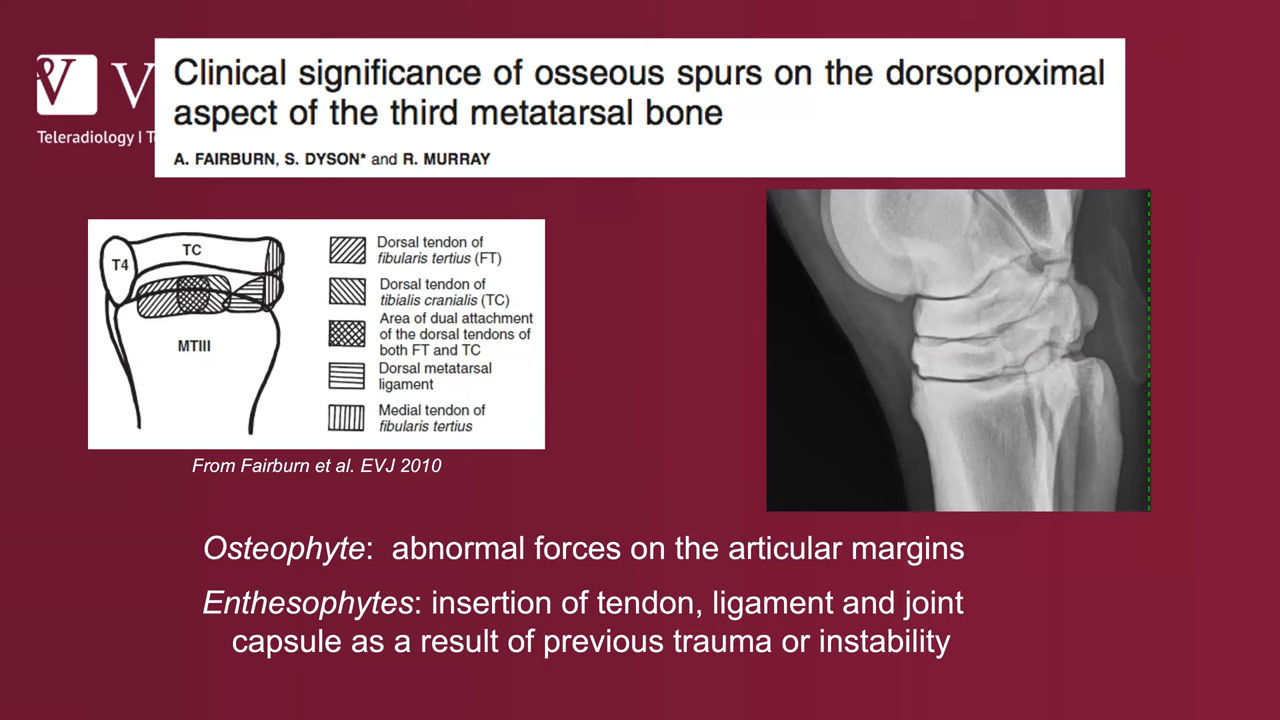 V V
Teleradiology I T
Clinical significance of osseous spurs on the dorsoproximal
aspect of the third metatarsal bone
A. FAIRBURN, S. DYSON* and R. MURRAY
T4
TC
MTIII
Dorsal tendon of
fibularis tertius (FT)
Dorsal tendon of
tibialis cranialis (TC)
Area of dual attachment
of the dorsal tendons of
both FT and TC
Dorsal metatarsal
ligament
Medial tendon of
fibularis tertius
From Fairburn et al. EVJ 2010
Osteophyte: abnormal forces on the articular margins
Enthesophytes: insertion of tendon, ligament and joint
capsule as a result of previous trauma or instability